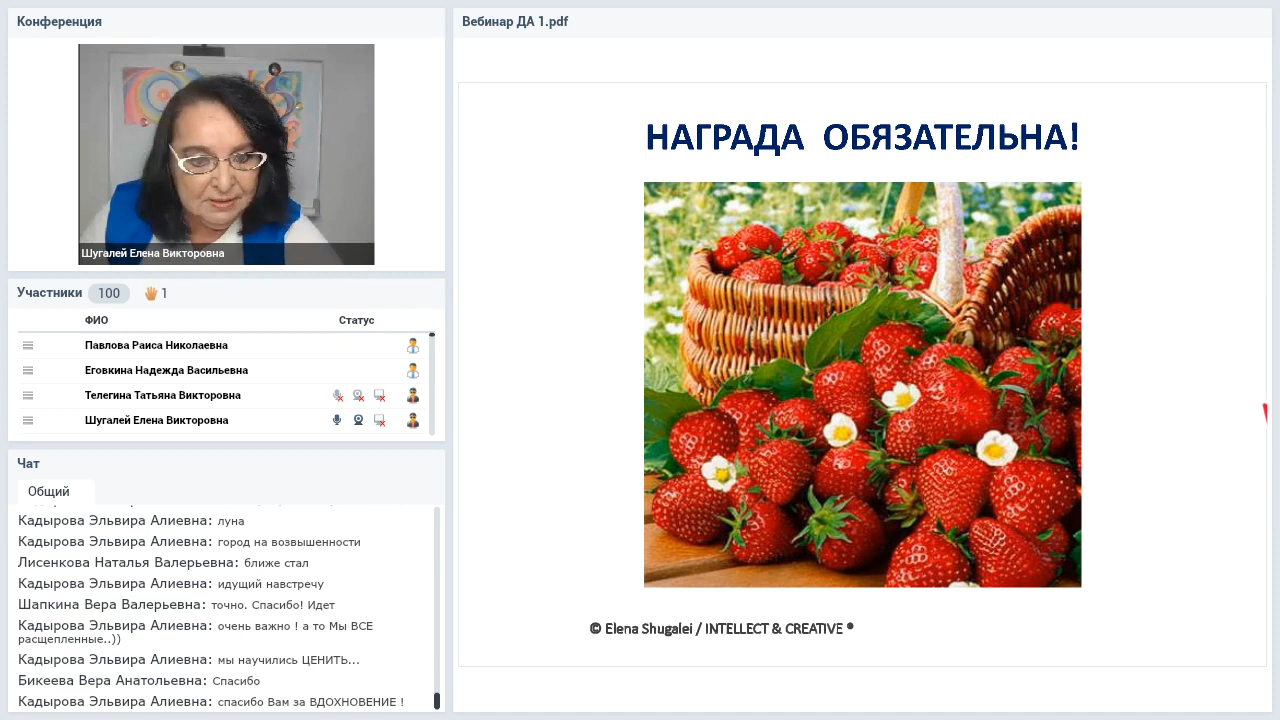 Конференция
Шугалей Елена Викторовна
Участники 100 1
ФИО Статус
Павлова Раиса Николаевна
Еговкина Надежда Васильевна
Телегина Татьяна Викторовна
Шугалей Елена Викторовна
Чат
Общий
Кадырова Эльвира Алиевна: луна
Кадырова Эльвира Алиевна: город на возвышенности
Лисенкова Наталья Валерьевна: ближе стал
Кадырова Эльвира Алиевна: идущий навстречу
Шапкина Вера Валерьевна: точно. Спасибо! Идет
Кадырова Эльвира Алиевна: очень важно ! а то Мы ВСЕ
расщепленные..))
Кадырова Эльвира Алиевна: мы научились ЦЕНИТЬ...
Бикеева Вера Анатольевна: Спасибо
Кадырова Эльвира Алиевна: спасибо Вам за ВДОХНОВЕНИЕ !
Вебинар ДА 1.pdf
НАГРАДА ОБЯЗАТЕЛЬНА!
© Elena Shugalei / INTELLECT & CREATIVE ®